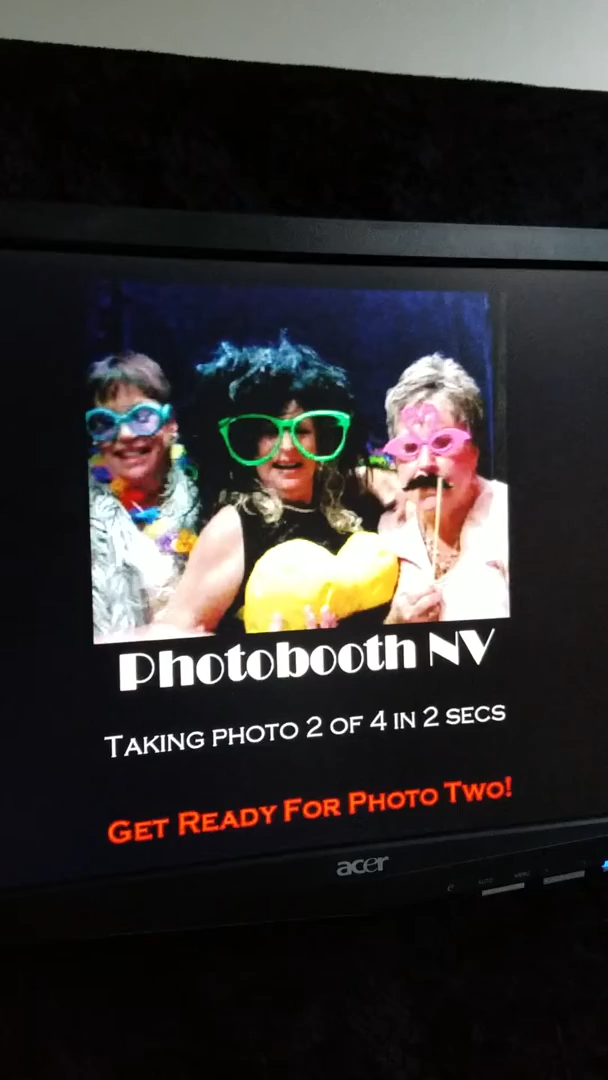 Photobooth NV
Taking photo 2 of 4 in 2 secs
Get Ready For Photo Two!
acer